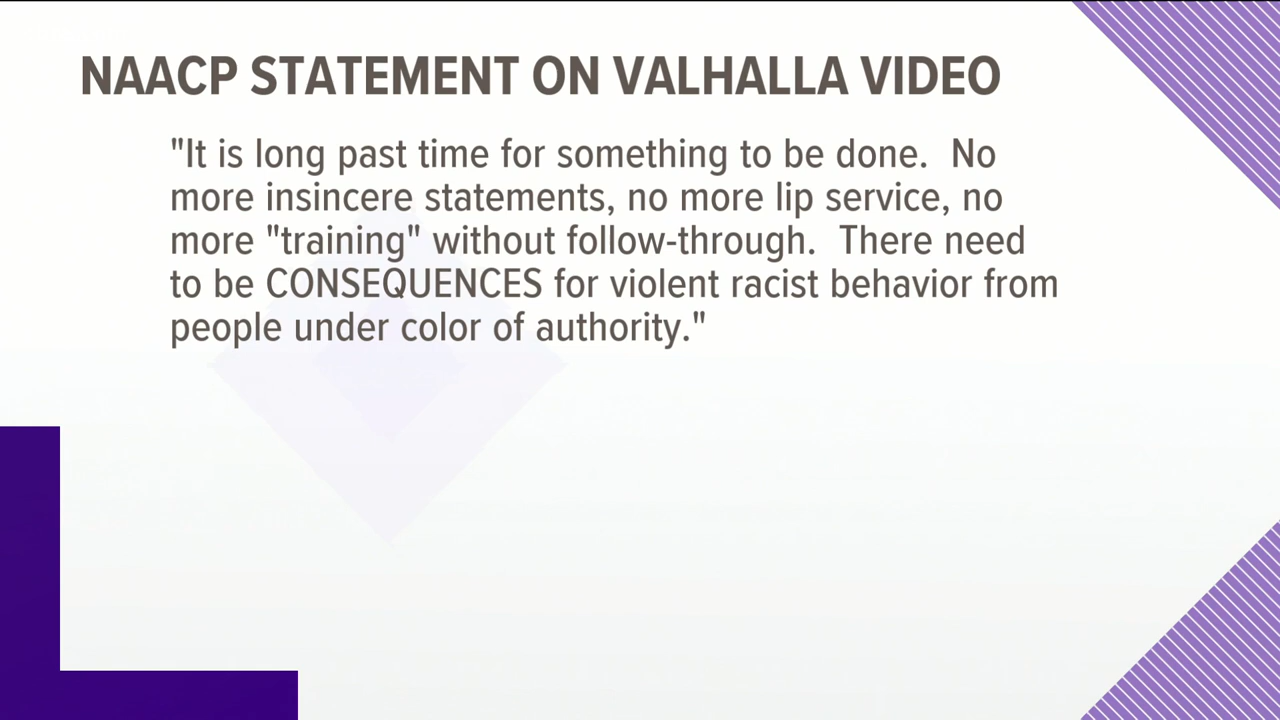 NAACP STATEMENT ON VALHALLA VIDEO
"It is long past time for something to be done.  No
more insincere statements, no more lip service, no
more "training" without follow-through.  There need
to be CONSEQUENCES for violent racist behavior from
people under color of authority."